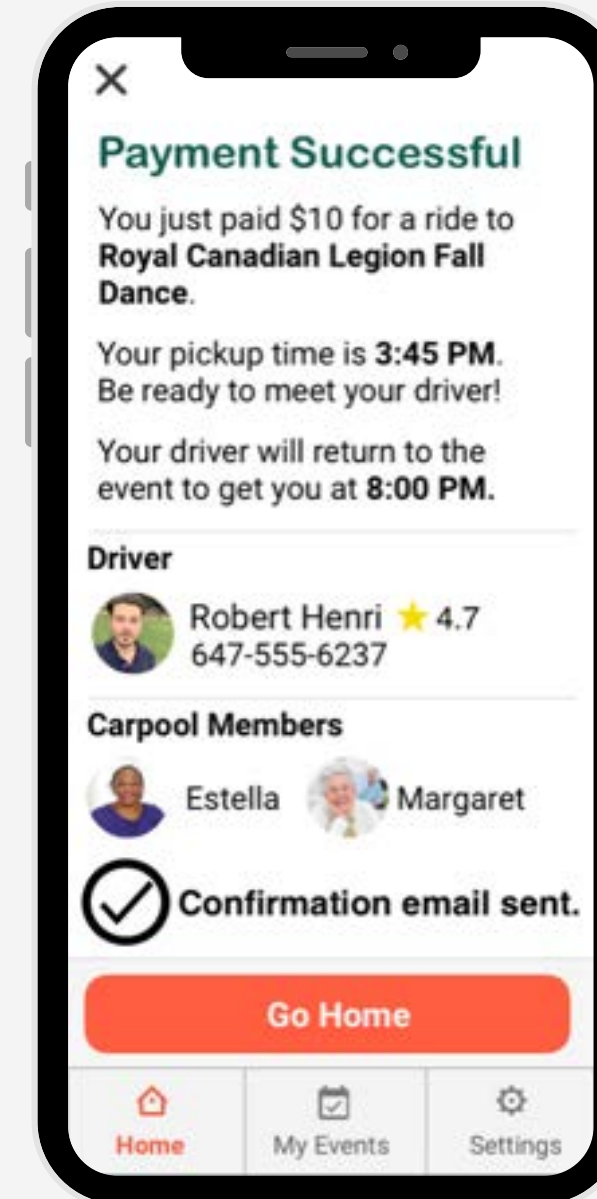 Payment Successful
You just paid $10 for a ride to
Royal Canadian Legion Fall
Dance.
Your pickup time is 3:45 PM.
Be ready to meet your driver!
Your driver will return to the
event to get you at 8:00 PM.
Driver
Robert Henri ★ 4.7
647-555-6237
Carpool Members
Estella Margaret
Confirmation email sent.
Go Home
Home My Events Settings